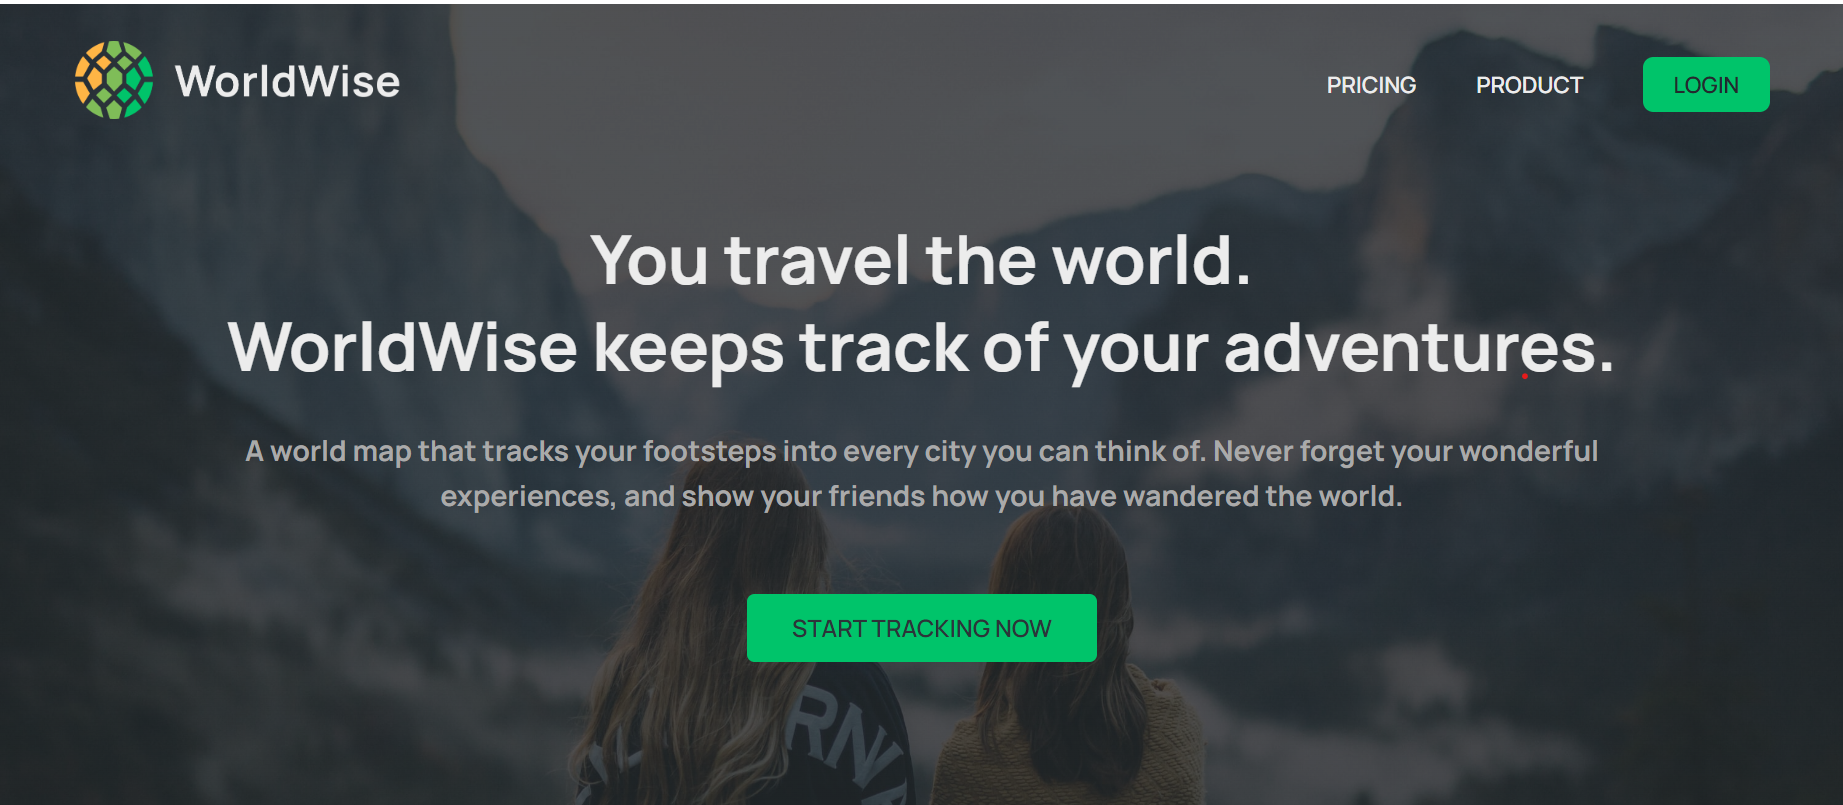 WorldWise
PRICING
PRODUCT
LOGIN
You travel the world.
WorldWise keeps track of your adventures.
A world map that tracks your footsteps into every city you can think of. Never forget your wonderful
experiences, and show your friends how you have wandered the world.
START TRACKING NOW